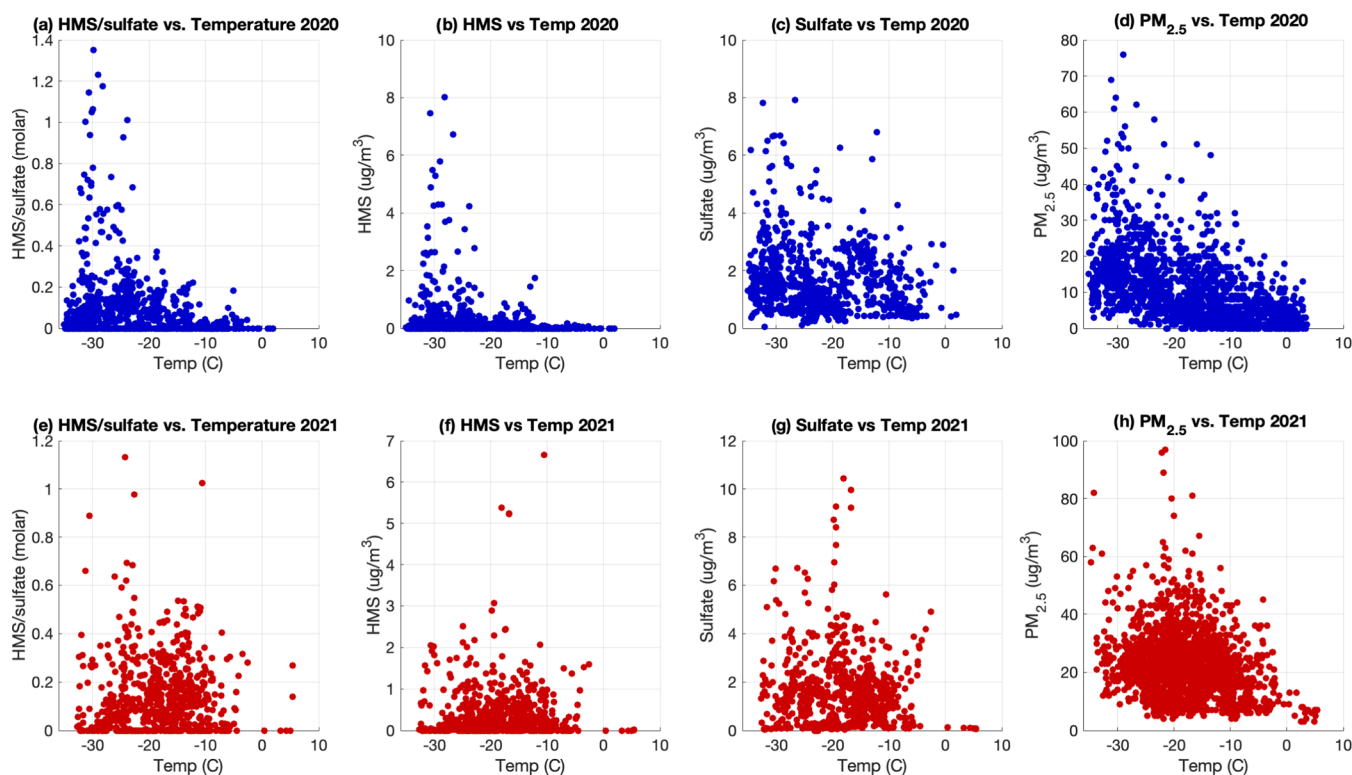 (a) HMS/sulfate vs. Temperature 2020
HMS/sulfate (molar)
1.4
1.2
1
0.8
0.6
0.4
0.2
0
-30 -20 -10 0 10
Temp (C)
(b) HMS vs Temp 2020
HMS (ug/m³)
10
8
6
4
2
0
-30 -20 -10 0 10
Temp (C)
(c) Sulfate vs Temp 2020
Sulfate (ug/m³)
10
8
6
4
2
0
-30 -20 -10 0 10
Temp (C)
(d) PM₂.₅ vs. Temp 2020
PM₂.₅ (ug/m³)
80
70
60
50
40
30
20
10
0
-30 -20 -10 0 10
Temp (C)
(e) HMS/sulfate vs. Temperature 2021
HMS/sulfate (molar)
1.2
1
0.8
0.6
0.4
0.2
0
-30 -20 -10 0 10
Temp (C)
(f) HMS vs Temp 2021
HMS (ug/m³)
7
6
5
4
3
2
1
0
-30 -20 -10 0 10
Temp (C)
(g) Sulfate vs Temp 2021
Sulfate (ug/m³)
12
10
8
6
4
2
0
-30 -20 -10 0 10
Temp (C)
(h) PM₂.₅ vs. Temp 2021
PM₂.₅ (ug/m³)
100
80
60
40
20
0
-30 -20 -10 0 10
Temp (C)